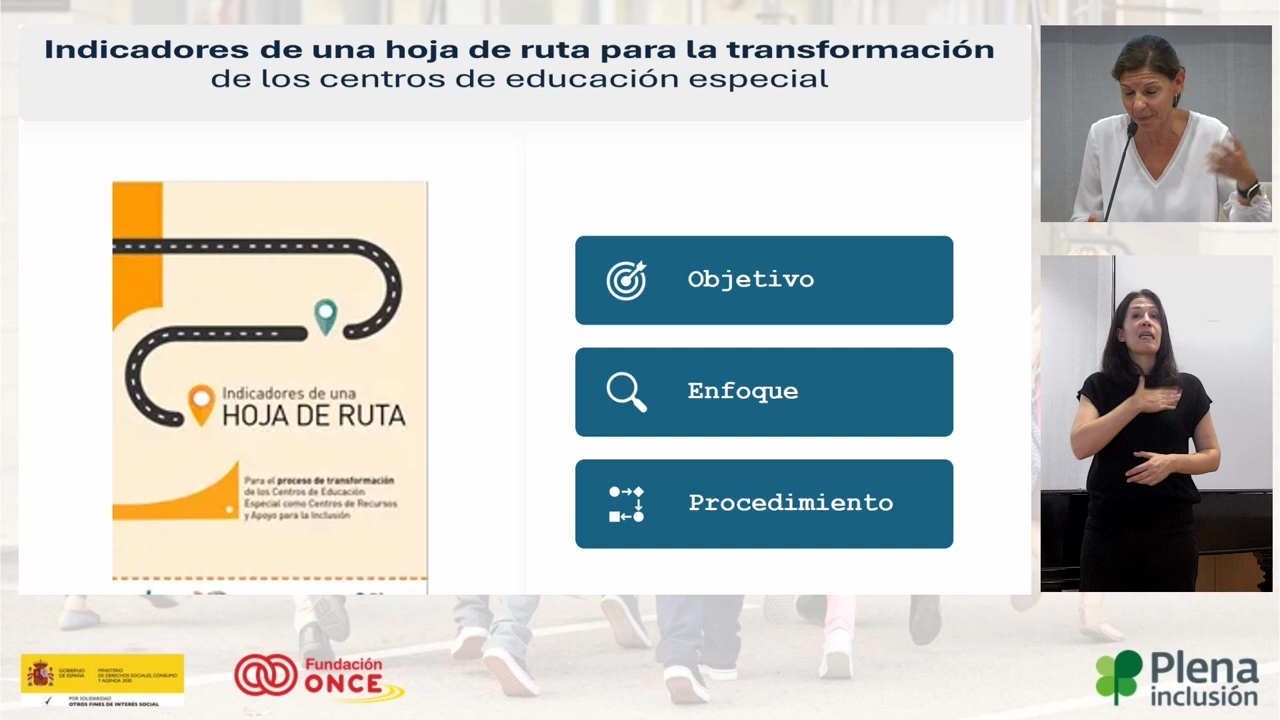 Indicadores de una hoja de ruta para la transformación
de los centros de educación especial
Indicadores de una
HOJA DE RUTA
Para el proceso de transformación
de los Centros de Educación
Especial como Centros de Recursos
y Apoyo para la Inclusión
Objetivo
Enfoque
Procedimiento
GOBIERNO
DE ESPAÑA
MINISTERIO
DE DERECHOS SOCIALES, CONSUMO
Y AGENDA 2030
POR SOLIDARIDAD
OTROS FINES DE INTERÉS SOCIAL
Fundación
ONCE
Plena
inclusión